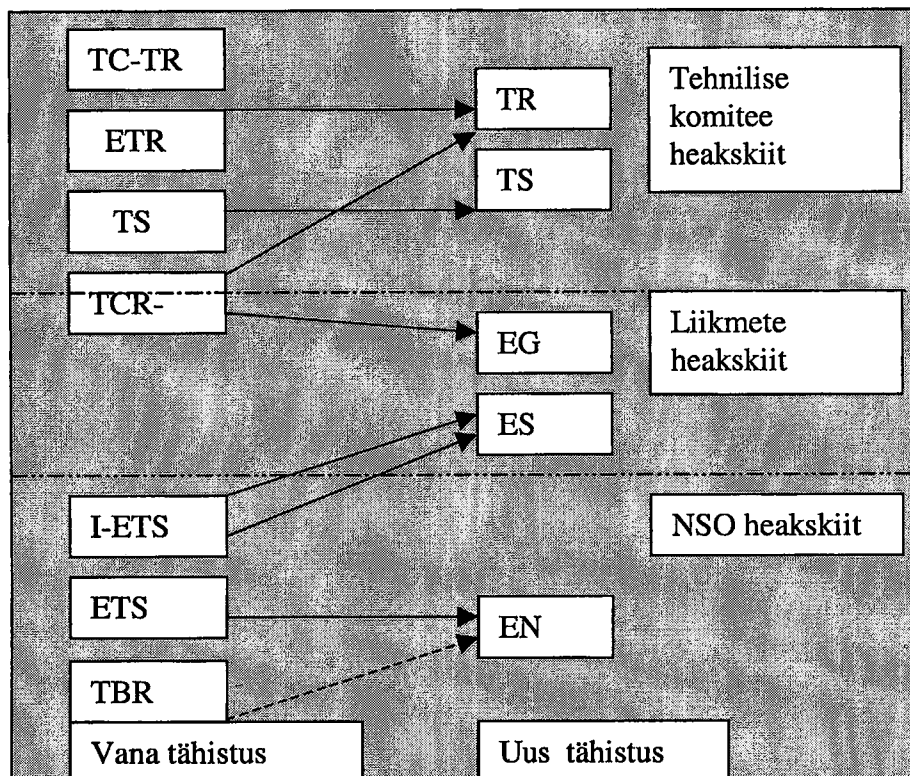 TC-TR
ETR
TS
TCR-
I-ETS
ETS
TBR
Vana tähistus
TR
TS
EG
ES
EN
Uus tähistus
Tehnilise
komitee
heakskiit
Liikmete
heakskiit
NSO heakskiit